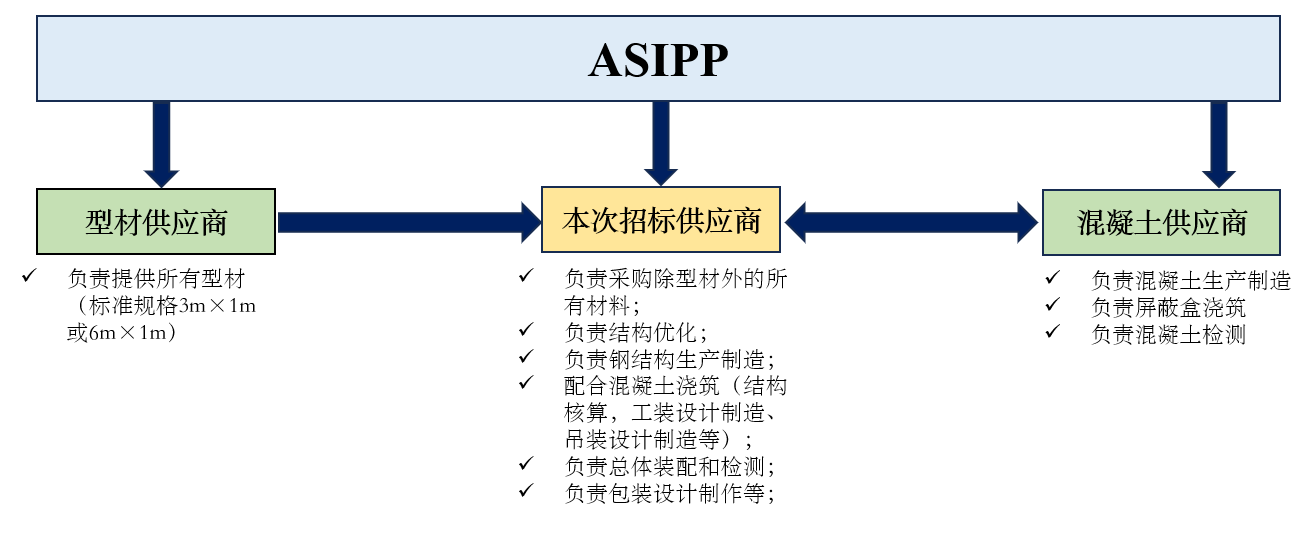 ASIPP
型材供应商
✓ 负责提供所有型材
（标准规格3m×1m
或6m×1m）
本次招标供应商
✓ 负责采购除型材外的所
有材料；
✓ 负责结构优化；
✓ 负责钢结构生产制造；
✓ 配合混凝土浇筑（结构
核算，工装设计制造、
吊装设计制造等）；
✓ 负责总体装配和检测；
✓ 负责包装设计制作等；
混凝土供应商
✓ 负责混凝土生产制造
✓ 负责屏蔽盒浇筑
✓ 负责混凝土检测